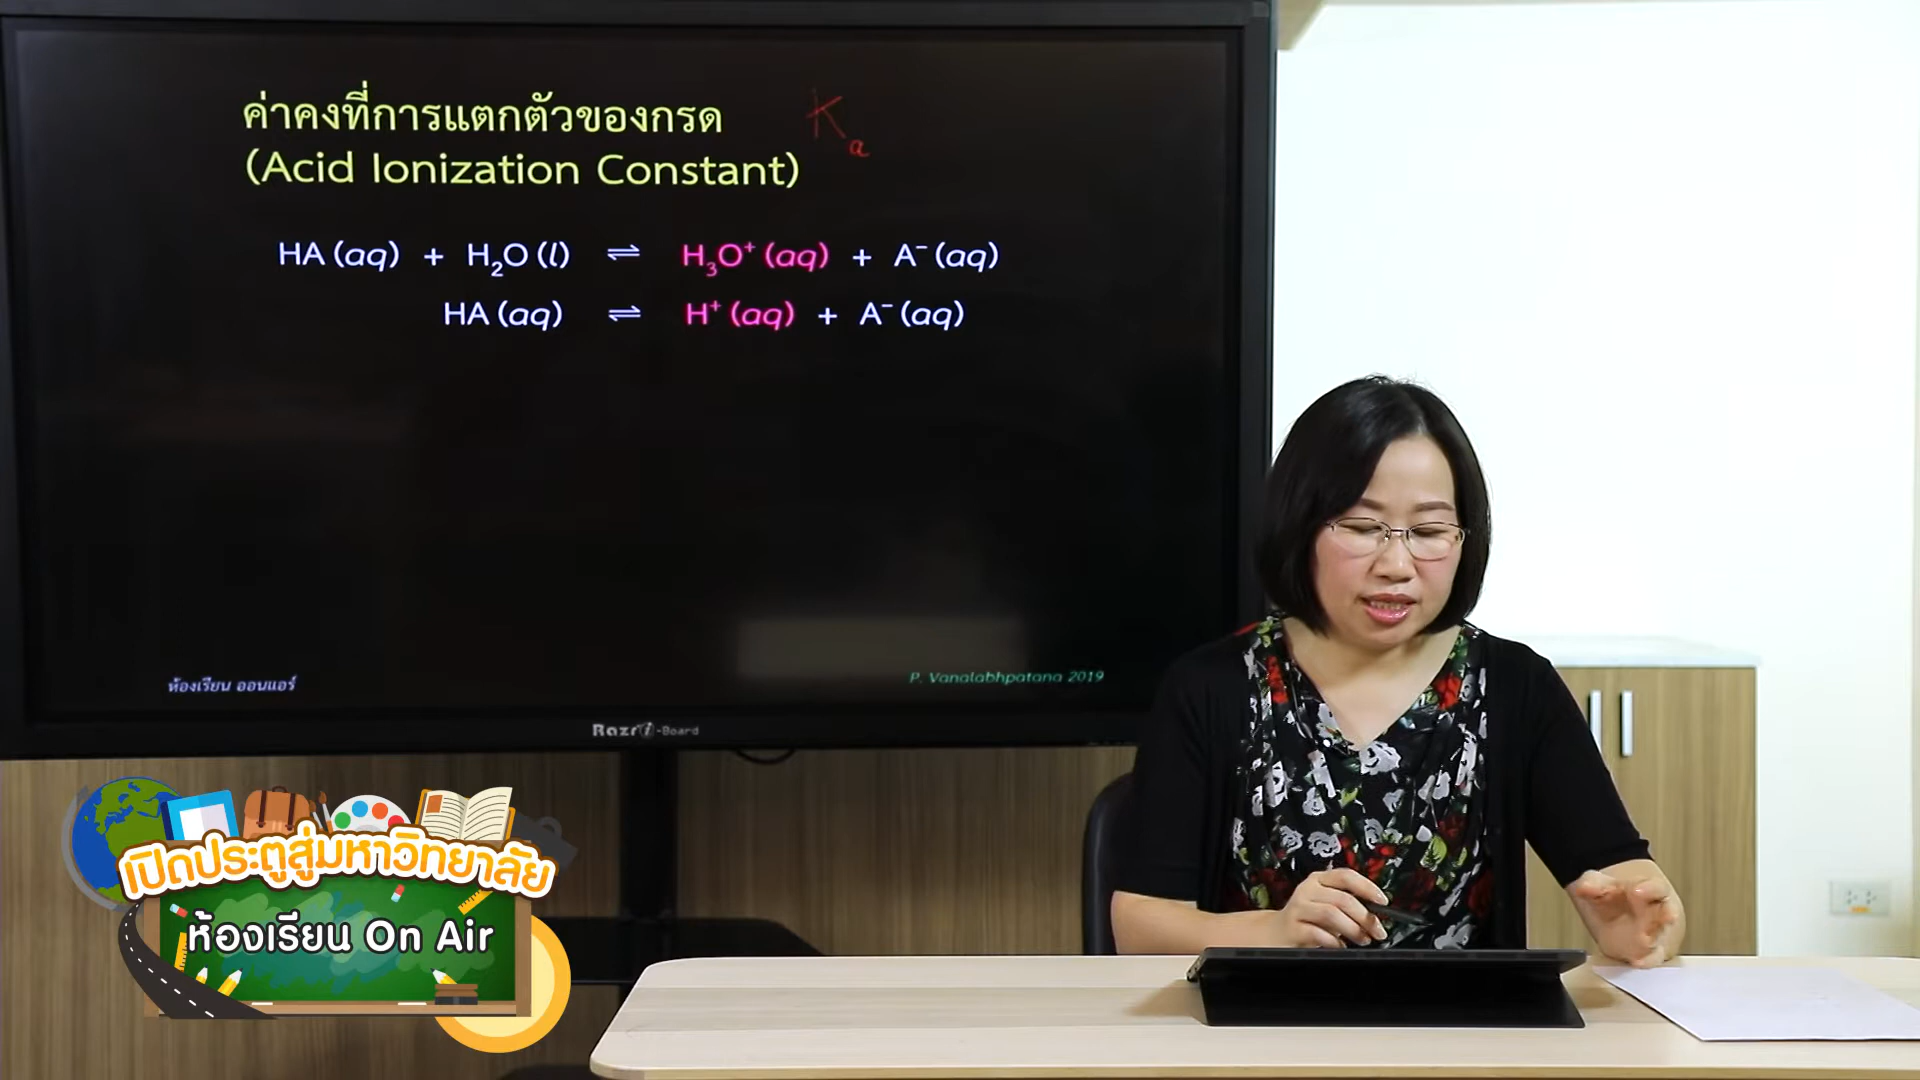 ค่าคงที่การแตกตัวของกรด K a
(Acid Ionization Constant)
HA (aq) + H₂O (l) ⇌ H₃O⁺ (aq) + A⁻ (aq)
HA (aq) ⇌ H⁺ (aq) + A⁻ (aq)
ห้องเรียน ออนแอร์
P. Vanalabhpatana 2019
Razr i-Board
เปิดประตูสู่มหาวิทยาลัย
ห้องเรียน On Air